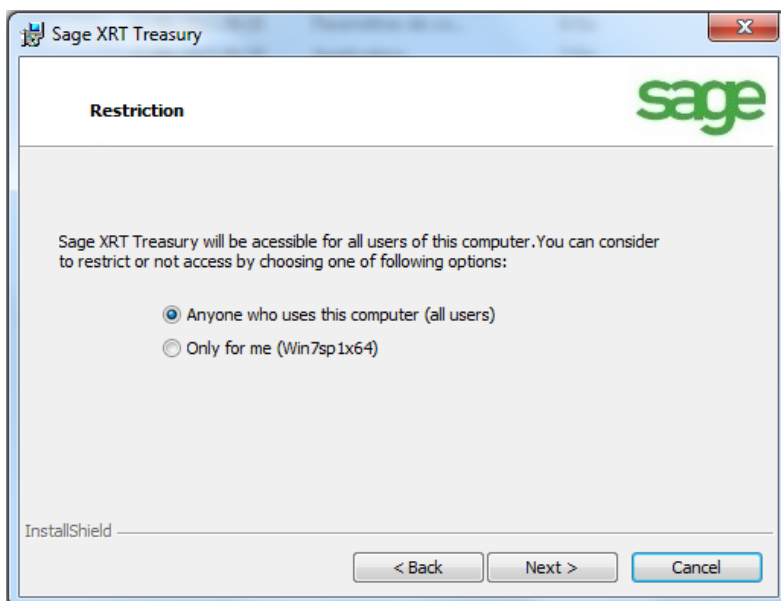 Sage XRT Treasury
Restriction
sage
Sage XRT Treasury will be acessible for all users of this computer.You can consider
to restrict or not access by choosing one of following options:
Anyone who uses this computer (all users)
Only for me (Win7sp1x64)
InstallShield
< Back
Next >
Cancel